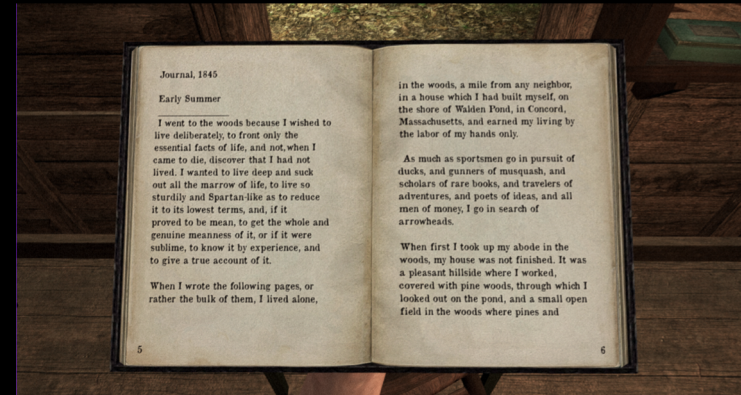 Journal, 1845
Early Summer
I went to the woods because I wished to
live deliberately, to front only the
essential facts of life, and not, when I
came to die, discover that I had not
lived. I wanted to live deep and suck
out all the marrow of life, to live so
sturdily and Spartan-like as to reduce
it to its lowest terms, and, if it
proved to be mean, to get the whole and
genuine meanness of it, or if it were
sublime, to know it by experience, and
to give a true account of it.
When I wrote the following pages, or
rather the bulk of them, I lived alone,
5
in the woods, a mile from any neighbor,
in a house which I had built myself, on
the shore of Walden Pond, in Concord,
Massachusetts, and earned my living by
the labor of my hands only.
As much as sportsmen go in pursuit of
ducks, and gunners of musquash, and
scholars of rare books, and travelers of
adventures, and poets of ideas, and all
men of money, I go in search of
arrowheads.
When first I took up my abode in the
woods, my house was not finished. It was
a pleasant hillside where I worked,
covered with pine woods, through which I
looked out on the pond, and a small open
field in the woods where pines and
6